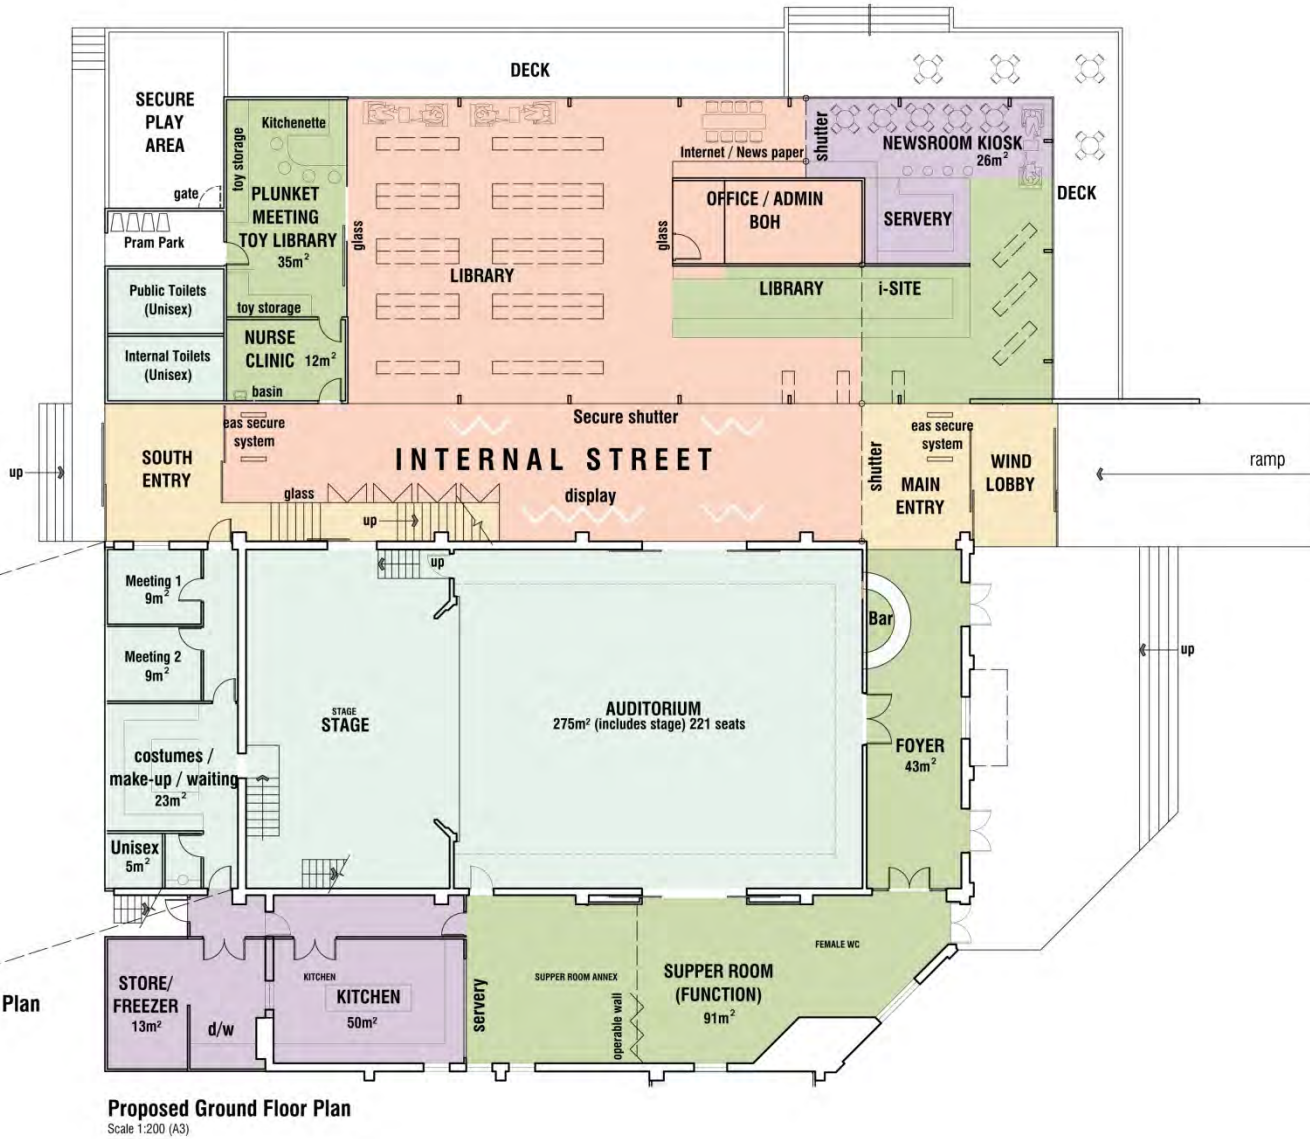 DECK
SECURE
PLAY
AREA
gate
Pram Park
Public Toilets
(Unisex)
Internal Toilets
(Unisex)
toy storage
Kitchenette
PLUNKET
MEETING
TOY LIBRARY
35m²
toy storage
NURSE
CLINIC 12m²
basin
glass
LIBRARY
Internet / News paper
glass
OFFICE / ADMIN
BOH
shutter
NEWSROOM KIOSK
26m²
SERVERY
DECK
LIBRARY
i-SITE
up
SOUTH
ENTRY
eas secure
system
Secure shutter
INTERNAL STREET
glass
display
up
shutter
eas secure
system
MAIN
ENTRY
WIND
LOBBY
ramp
Meeting 1
9m²
Meeting 2
9m²
costumes /
make-up / waiting
23m²
Unisex
5m²
up
STAGE
STAGE
AUDITORIUM
275m² (includes stage) 221 seats
Bar
FOYER
43m²
up
STORE/
FREEZER
13m²
d/w
KITCHEN
KITCHEN
50m²
servery
SUPPER ROOM ANNEX
operable wall
FEMALE WC
SUPPER ROOM
(FUNCTION)
91m²
Plan
Proposed Ground Floor Plan
Scale 1:200 (A3)